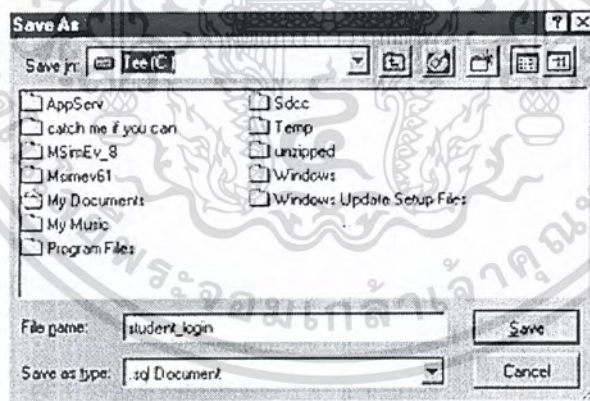 Save As
Save in: Tee (C:)
AppServ
catch me if you can
MSimEv_8
Msimev61
My Documents
My Music
Program Files
Sdcc
Temp
unzipped
Windows
Windows Update Setup Files
File name: student_login
Save
Save as type: .sql Document
Cancel